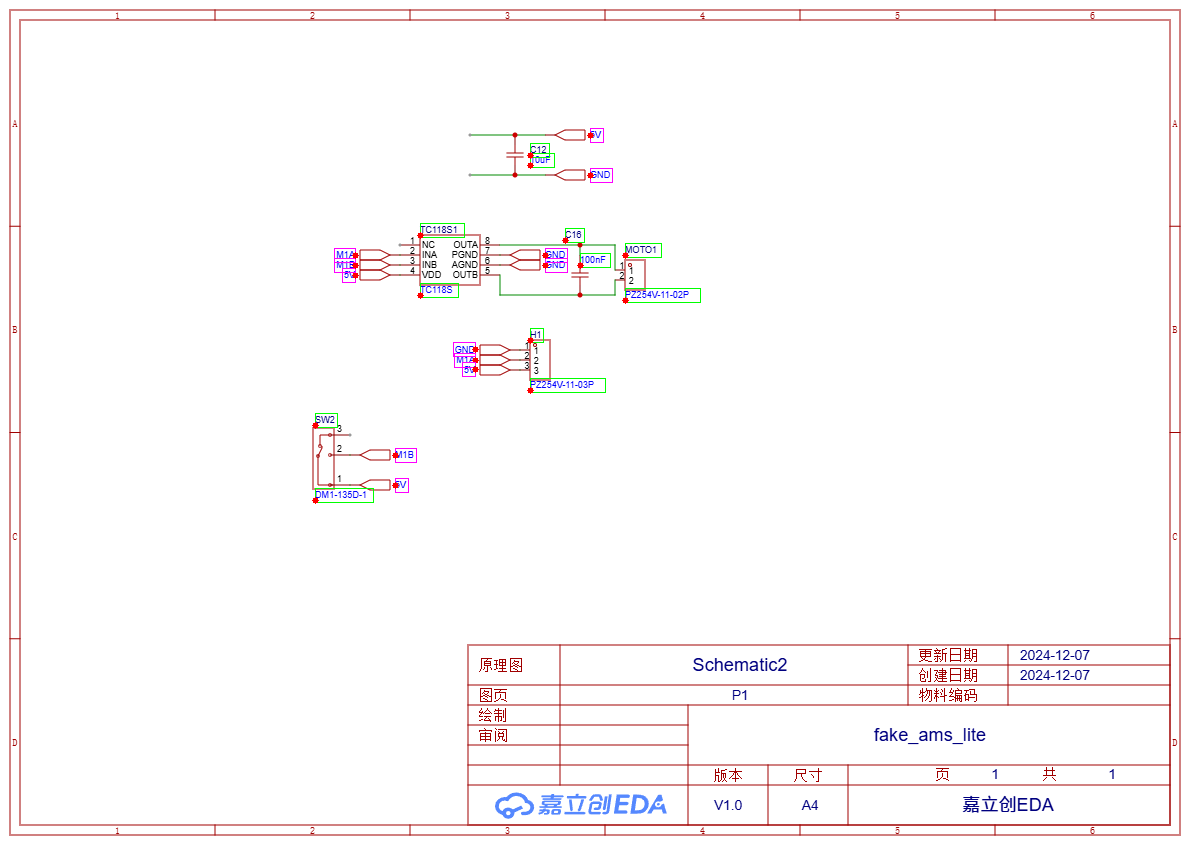 1 2 3 4 5 6
A A
5V
C12
10uF
GND
TC118S1
C16
1 NC OUTA 8
M1A 2 INA PGND 7 GND
M1B 3 INB AGND 6 GND
5V 4 VDD OUTB 5
TC118S
100nF
MOTO1
1 1
2 2
PZ254V-11-02P
B B
H1
GND 1 1
M1A 2 2
5V 3 3
PZ254V-11-03P
SW2
3
2 M1B
1 5V
DM1-135D-1
C C
原理图 Schematic2 更新日期 2024-12-07
创建日期 2024-12-07
图页 P1 物料编码
绘制
审阅 fake_ams_lite
D D
版本 尺寸 页 1 共 1
嘉立创EDA V1.0 A4 嘉立创EDA
1 2 3 4 5 6